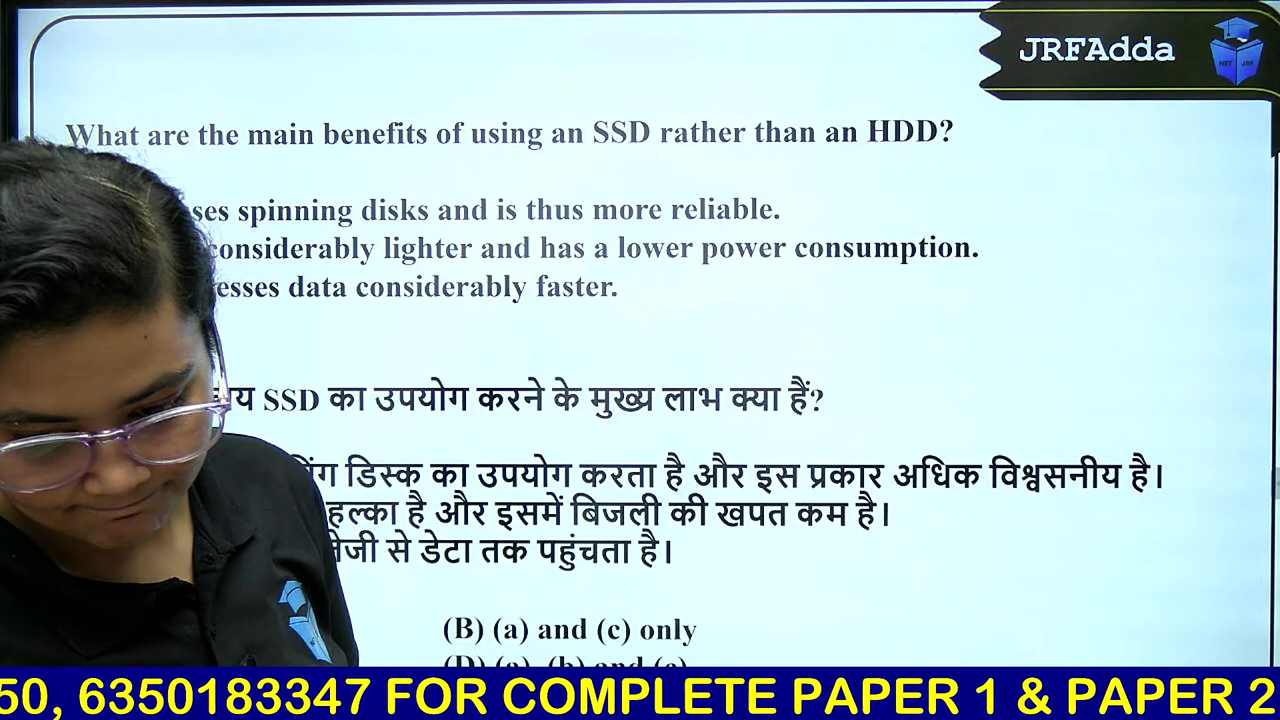 JRFAdda
NET JRF
What are the main benefits of using an SSD rather than an HDD?
spinning disks and is thus more reliable.
considerably lighter and has a lower power consumption.
data considerably faster.
SSD का उपयोग करने के मुख्य लाभ क्या हैं?
डिस्क का उपयोग करता है और इस प्रकार अधिक विश्वसनीय है।
हल्का है और इसमें बिजली की खपत कम है।
तेजी से डेटा तक पहुंचता है।
(B) (a) and (c) only
(D) (a), (b) and (c)
50, 6350183347 FOR COMPLETE PAPER 1 & PAPER 2